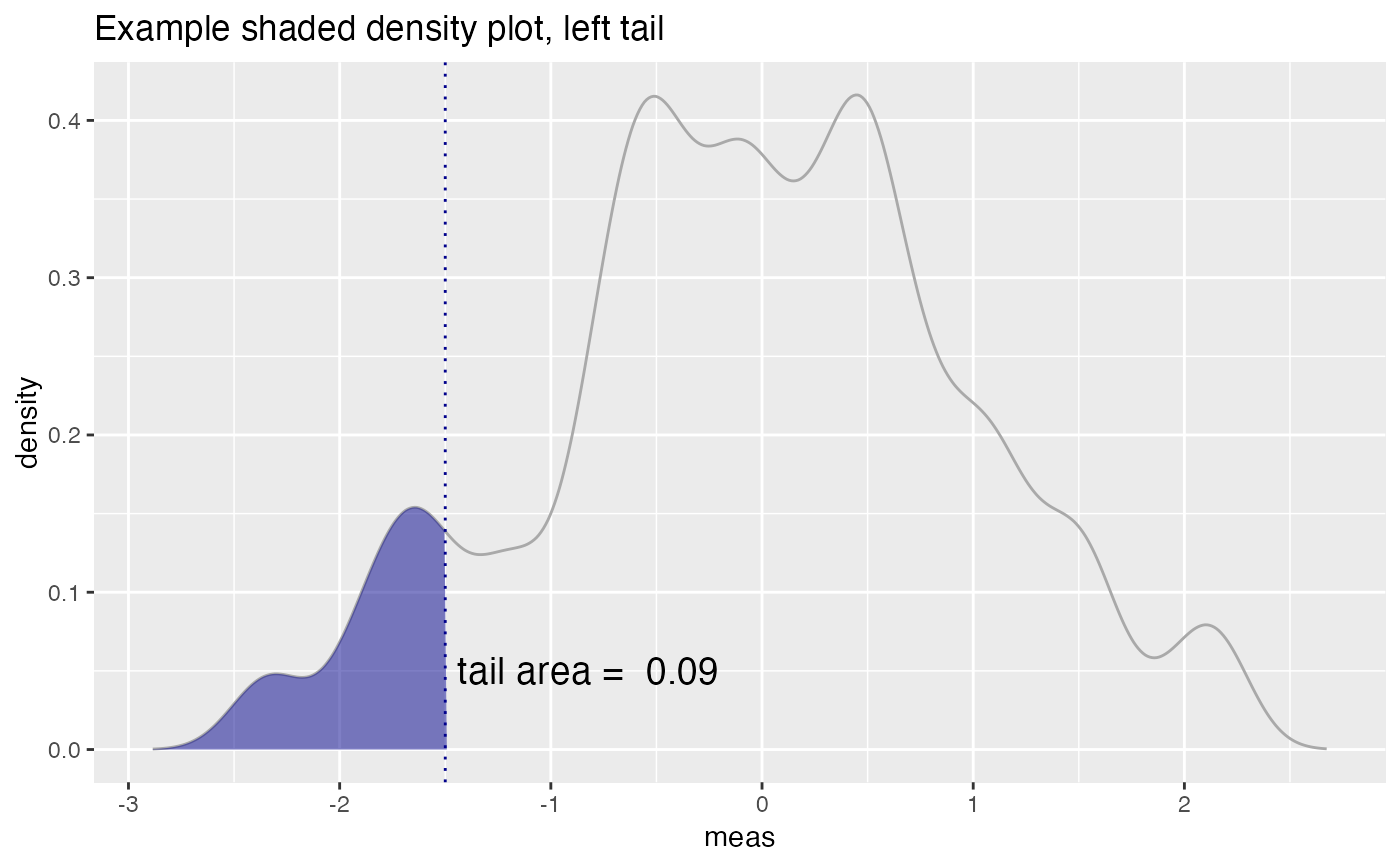 Example shaded density plot, left tail
density
0.4
0.3
0.2
0.1
0.0
tail area =  0.09
-3 -2 -1 0 1 2
meas